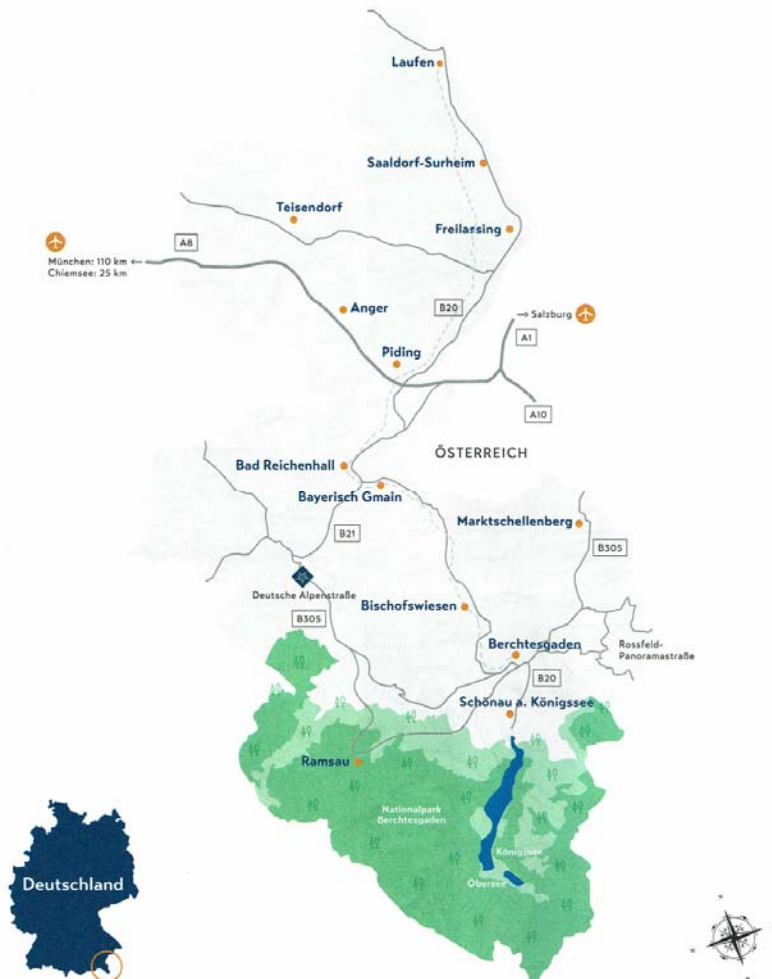 Laufen
Saaldorf-Surheim
Teisendorf
Freilassing
A8
München: 110 km ←
Chiemsee: 25 km
Anger
B20
→ Salzburg
A1
Piding
A10
ÖSTERREICH
Bad Reichenhall
Bayerisch Gmain
Marktschellenberg
B21
B305
Deutsche Alpenstraße
Bischofswiesen
B305
Berchtesgaden
Rossfeld-
Panoramastraße
B20
Schönau a. Königssee
Ramsau
Nationalpark
Berchtesgaden
Königssee
Obersee
Deutschland